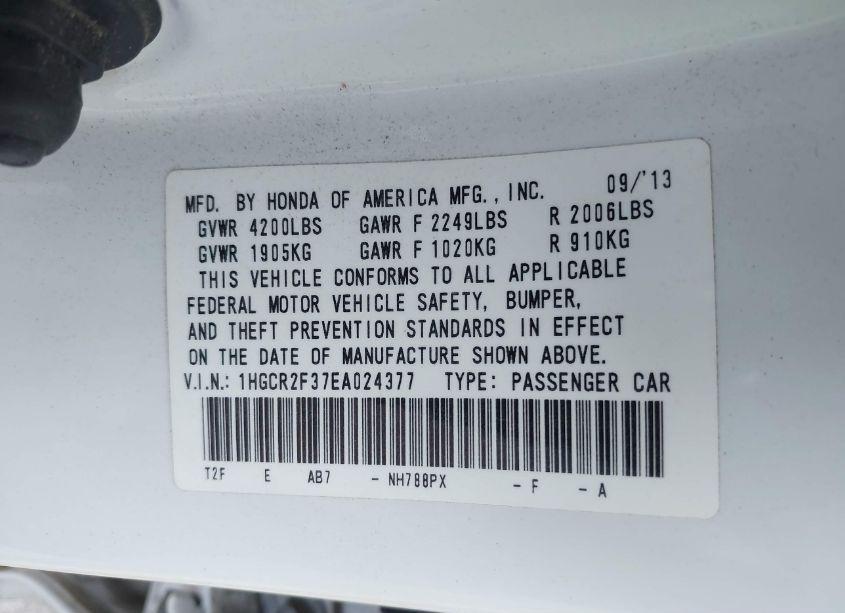 MFD. BY HONDA OF AMERICA MFG., INC. 09/'13
GVWR 4200LBS GAWR F 2249LBS R 2006LBS
GVWR 1905KG GAWR F 1020KG R 910KG
THIS VEHICLE CONFORMS TO ALL APPLICABLE
FEDERAL MOTOR VEHICLE SAFETY, BUMPER,
AND THEFT PREVENTION STANDARDS IN EFFECT
ON THE DATE OF MANUFACTURE SHOWN ABOVE.
V.I.N.: 1HGCR2F37EA024377 TYPE: PASSENGER CAR
T2F E AB7 - NH788PX - F - A